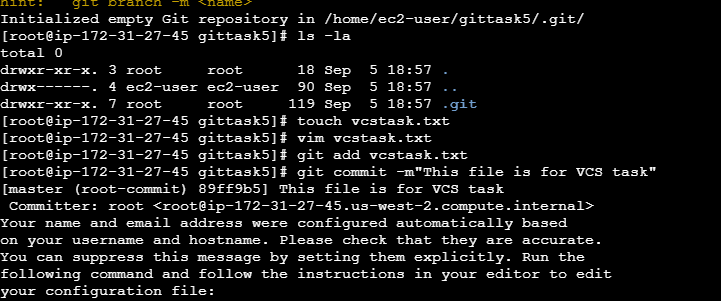 hint:   git branch -m <name>
Initialized empty Git repository in /home/ec2-user/gittask5/.git/
[root@ip-172-31-27-45 gittask5]# ls -la
total 0
drwxr-xr-x. 3 root     root      18 Sep  5 18:57 .
drwx------. 4 ec2-user ec2-user  90 Sep  5 18:57 ..
drwxr-xr-x. 7 root     root     119 Sep  5 18:57 .git
[root@ip-172-31-27-45 gittask5]# touch vcstask.txt
[root@ip-172-31-27-45 gittask5]# vim vcstask.txt
[root@ip-172-31-27-45 gittask5]# git add vcstask.txt
[root@ip-172-31-27-45 gittask5]# git commit -m"This file is for VCS task"
[master (root-commit) 89ff9b5] This file is for VCS task
 Committer: root <root@ip-172-31-27-45.us-west-2.compute.internal>
Your name and email address were configured automatically based
on your username and hostname. Please check that they are accurate.
You can suppress this message by setting them explicitly. Run the
following command and follow the instructions in your editor to edit
your configuration file: